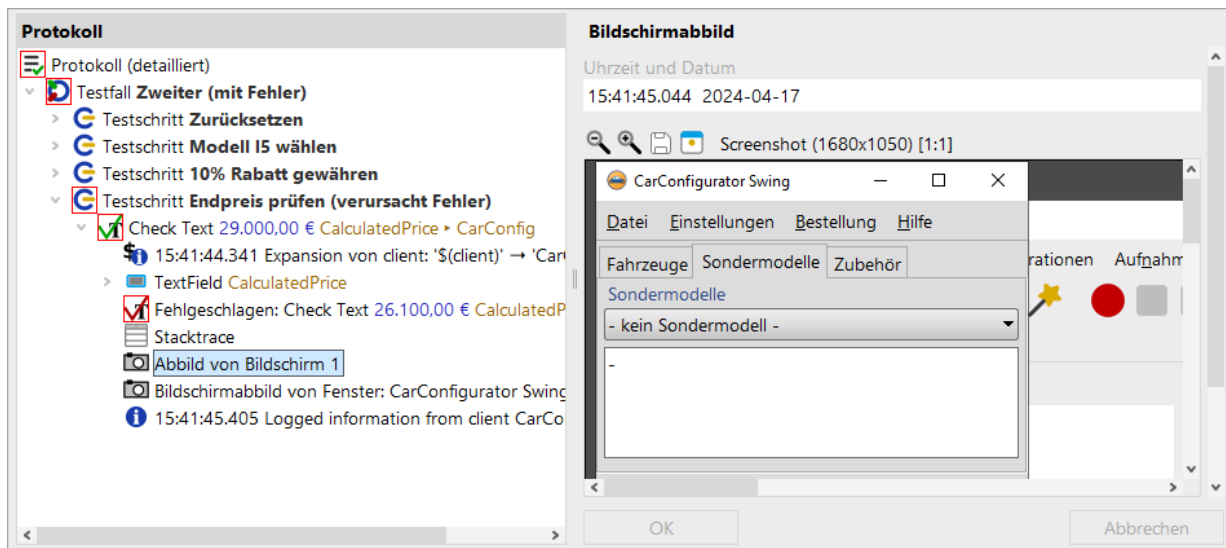 Protokoll
Protokoll (detailliert)
Testfall Zweiter (mit Fehler)
Testschritt Zurücksetzen
Testschritt Modell I5 wählen
Testschritt 10% Rabatt gewähren
Testschritt Endpreis prüfen (verursacht Fehler)
Check Text 29.000,00 € CalculatedPrice ‣ CarConfig
15:41:44.341 Expansion von client: '$(client)' → 'Car
TextField CalculatedPrice
Fehlgeschlagen: Check Text 26.100,00 € CalculatedP
Stacktrace
Abbild von Bildschirm 1
Bildschirmabbild von Fenster: CarConfigurator Swing
15:41:45.405 Logged information from client CarCo
Bildschirmabbild
Uhrzeit und Datum
15:41:45.044 2024-04-17
Screenshot (1680x1050) [1:1]
CarConfigurator Swing
Datei Einstellungen Bestellung Hilfe
Fahrzeuge Sondermodelle Zubehör
Sondermodelle
- kein Sondermodell -
-
rationen Aufnahm
OK Abbrechen